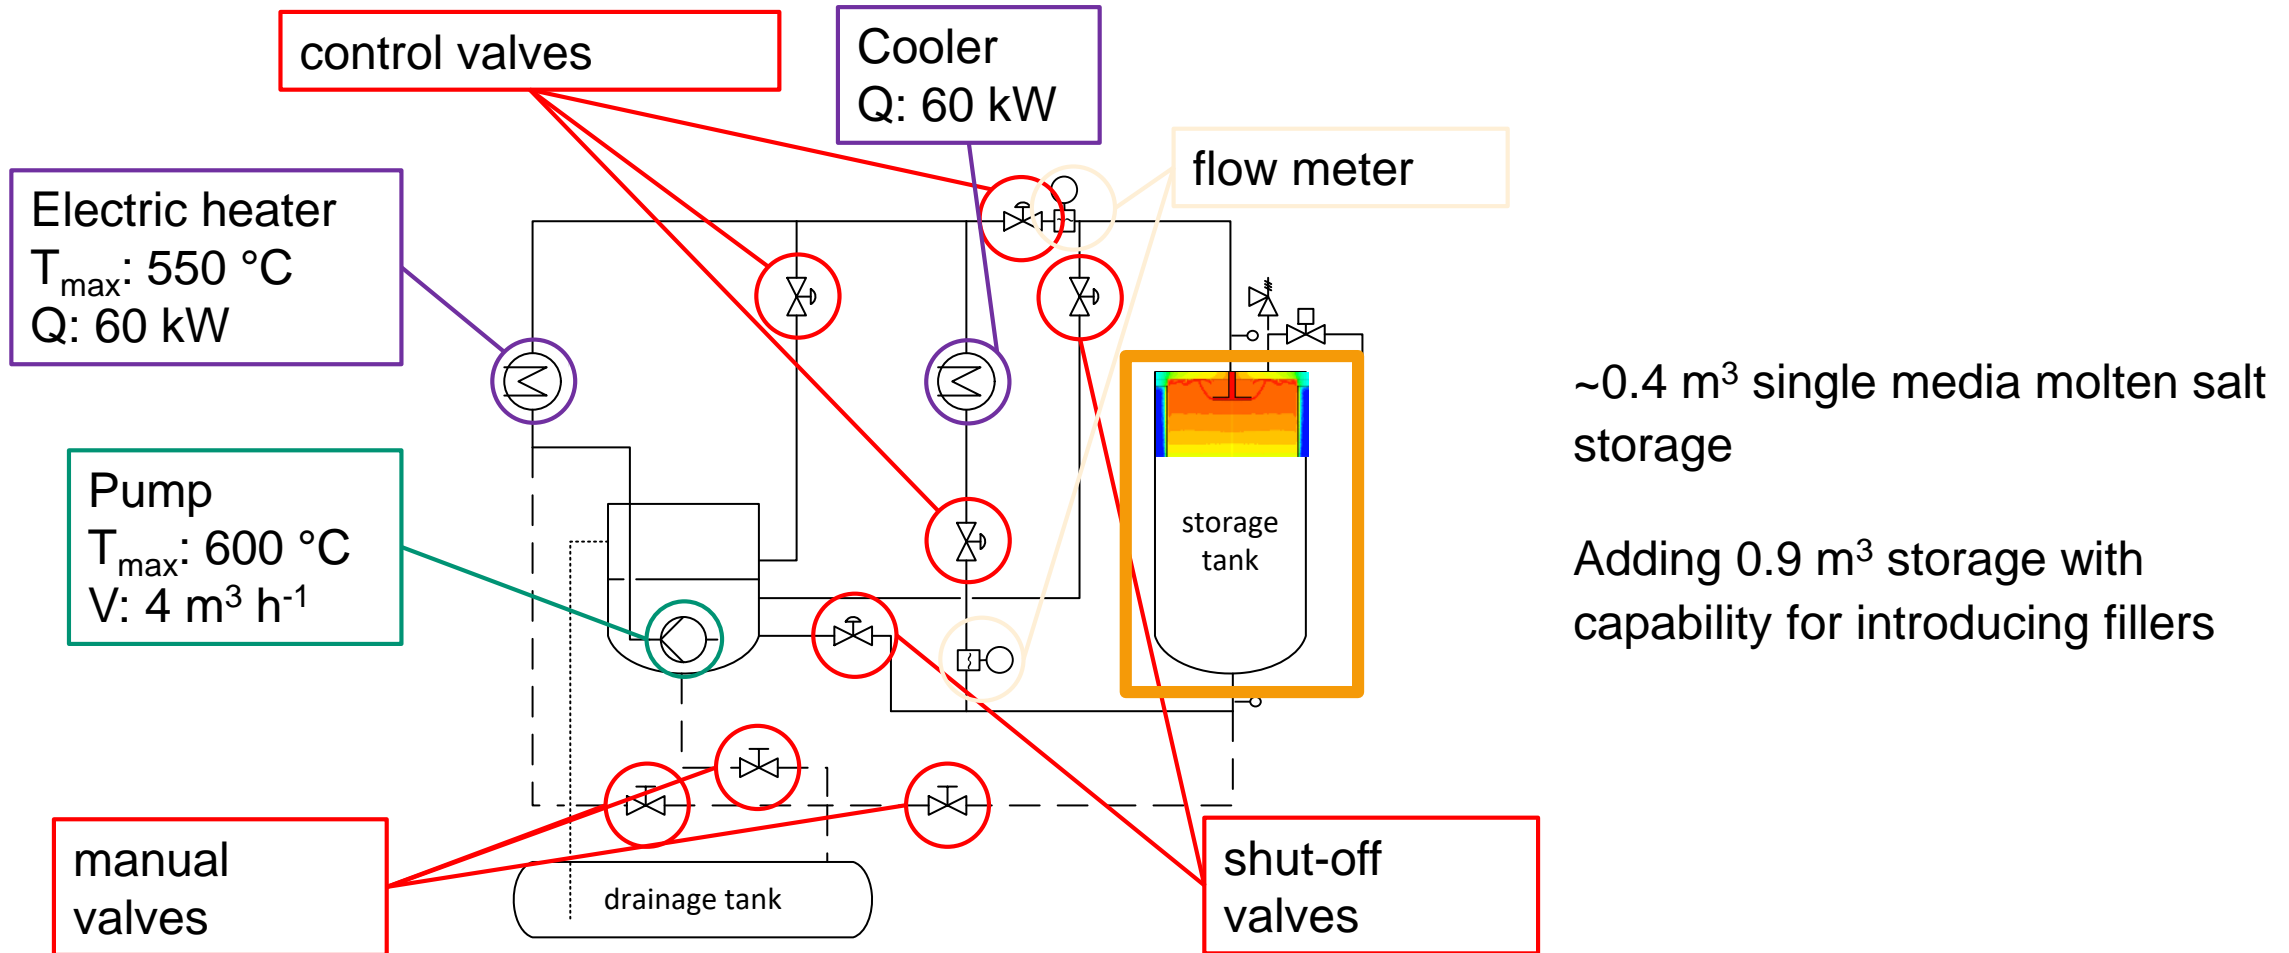 control valves
Cooler
Q: 60 kW
flow meter
Electric heater
Tmax: 550 °C
Q: 60 kW
Pump
Tmax: 600 °C
V: 4 m³ h⁻¹
storage
tank
~0.4 m³ single media molten salt
storage
Adding 0.9 m³ storage with
capability for introducing fillers
manual
valves
drainage tank
shut-off
valves